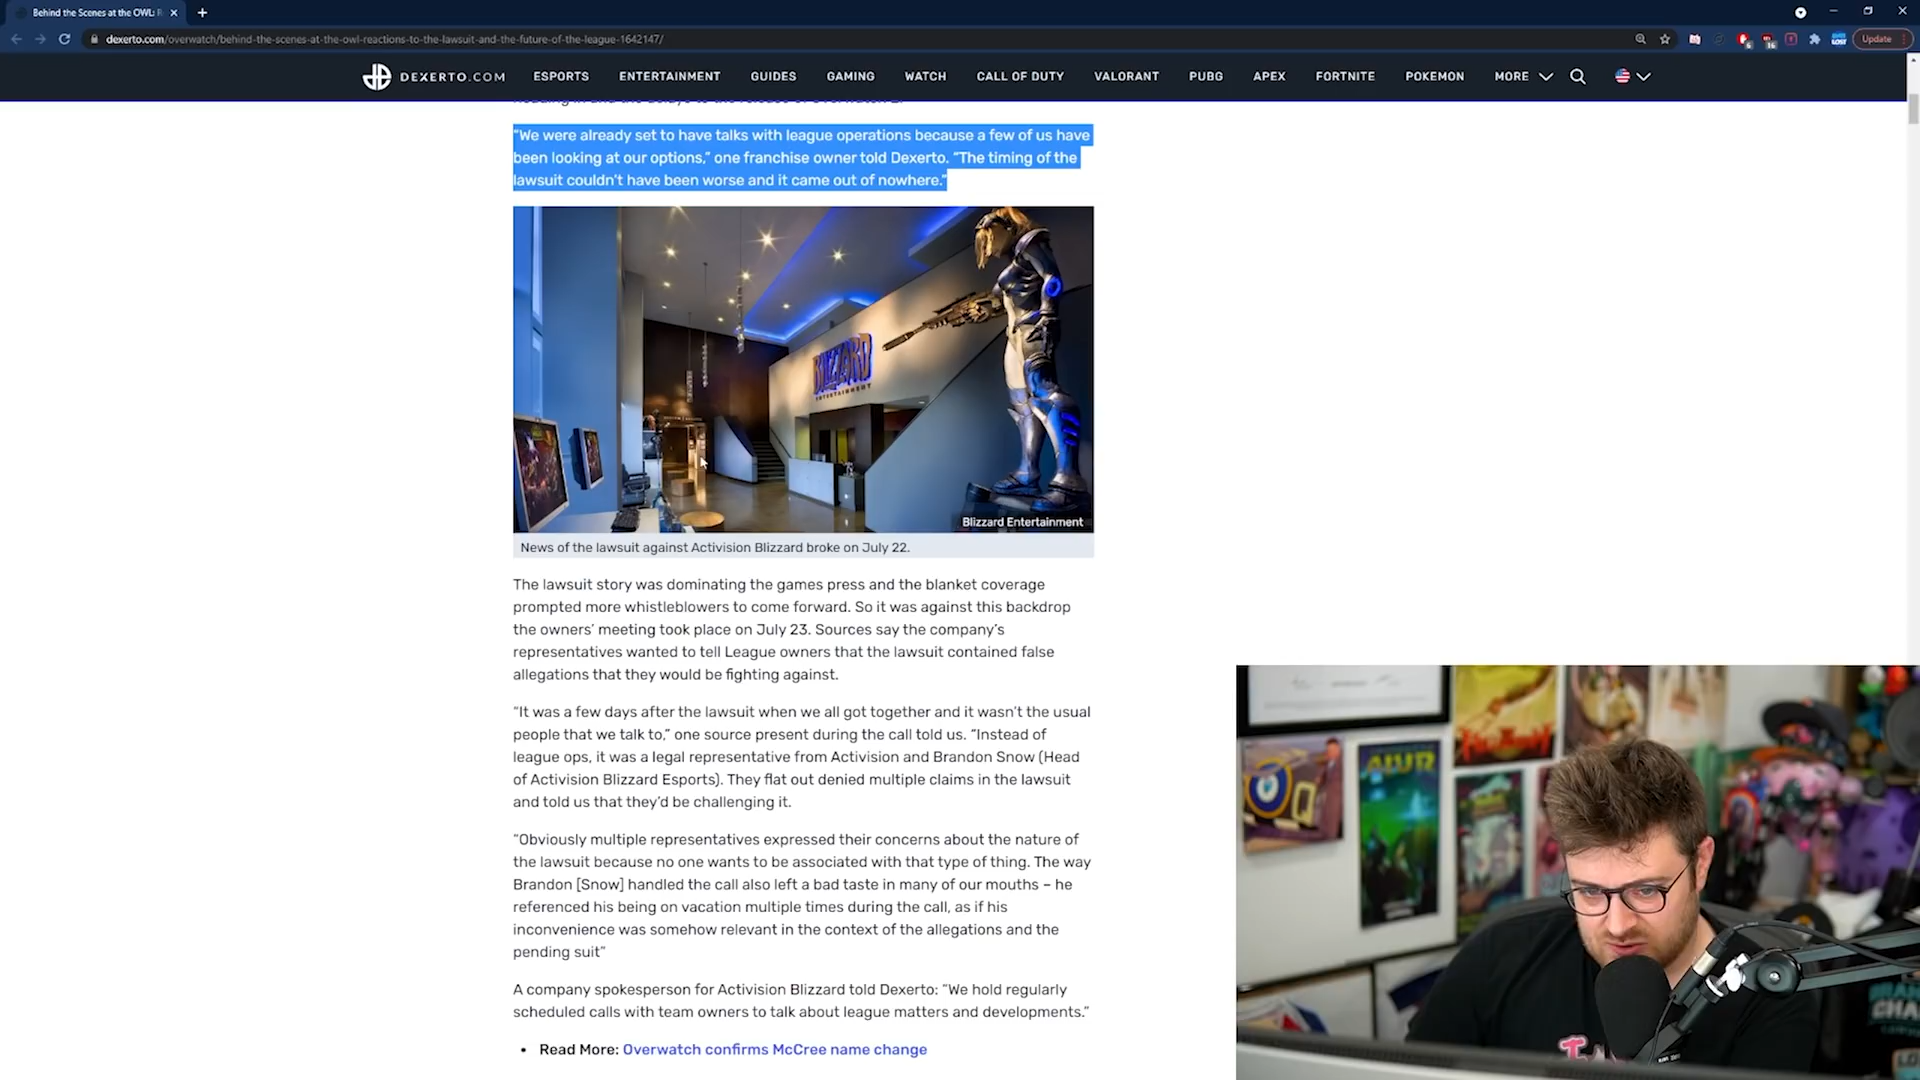 Behind the Scenes at the OWL: R
dexerto.com/overwatch/behind-the-scenes-at-the-owl-reactions-to-the-lawsuit-and-the-future-of-the-league-1642147/
Update
DEXERTO.COM ESPORTS ENTERTAINMENT GUIDES GAMING WATCH CALL OF DUTY VALORANT PUBG APEX FORTNITE POKEMON MORE
“We were already set to have talks with league operations because a few of us have
been looking at our options,” one franchise owner told Dexerto. “The timing of the
lawsuit couldn’t have been worse and it came out of nowhere.”
BLIZZARD
ENTERTAINMENT
Blizzard Entertainment
News of the lawsuit against Activision Blizzard broke on July 22.
The lawsuit story was dominating the games press and the blanket coverage
prompted more whistleblowers to come forward. So it was against this backdrop
the owners’ meeting took place on July 23. Sources say the company’s
representatives wanted to tell League owners that the lawsuit contained false
allegations that they would be fighting against.
“It was a few days after the lawsuit when we all got together and it wasn’t the usual
people that we talk to,” one source present during the call told us. “Instead of
league ops, it was a legal representative from Activision and Brandon Snow (Head
of Activision Blizzard Esports). They flat out denied multiple claims in the lawsuit
and told us that they’d be challenging it.
“Obviously multiple representatives expressed their concerns about the nature of
the lawsuit because no one wants to be associated with that type of thing. The way
Brandon [Snow] handled the call also left a bad taste in many of our mouths – he
referenced his being on vacation multiple times during the call, as if his
inconvenience was somehow relevant in the context of the allegations and the
pending suit”
A company spokesperson for Activision Blizzard told Dexerto: “We hold regularly
scheduled calls with team owners to talk about league matters and developments.”
• Read More: Overwatch confirms McCree name change